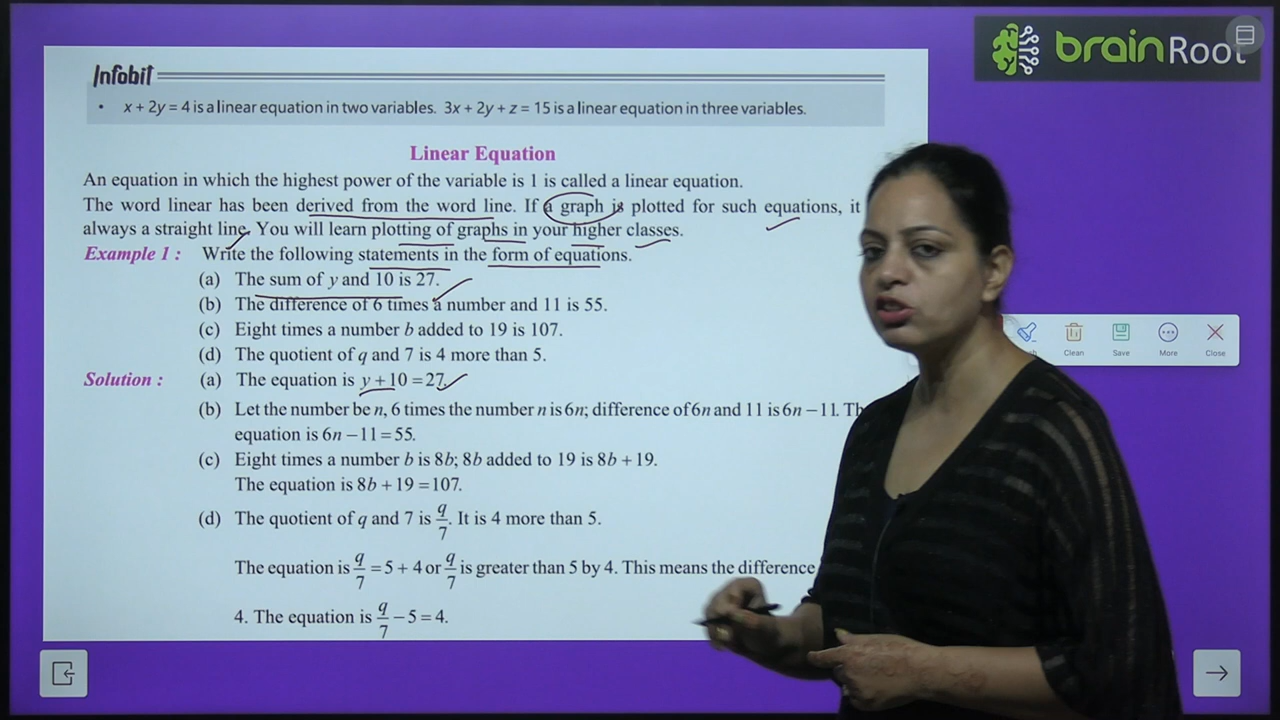 brainRoot
Infobit
• x + 2y = 4 is a linear equation in two variables. 3x + 2y + z = 15 is a linear equation in three variables.
Linear Equation
An equation in which the highest power of the variable is 1 is called a linear equation.
The word linear has been derived from the word line. If a graph is plotted for such equations, it
always a straight line. You will learn plotting of graphs in your higher classes.
Example 1 : Write the following statements in the form of equations.
(a) The sum of y and 10 is 27.
(b) The difference of 6 times a number and 11 is 55.
(c) Eight times a number b added to 19 is 107.
(d) The quotient of q and 7 is 4 more than 5.
Solution : (a) The equation is y + 10 = 27.
(b) Let the number be n, 6 times the number n is 6n; difference of 6n and 11 is 6n – 11.
equation is 6n – 11 = 55.
(c) Eight times a number b is 8b; 8b added to 19 is 8b + 19.
The equation is 8b + 19 = 107.
(d) The quotient of q and 7 is q/7. It is 4 more than 5.
The equation is q/7 = 5 + 4 or q/7 is greater than 5 by 4. This means the difference
4. The equation is q/7 – 5 = 4.
Clean Save More Close